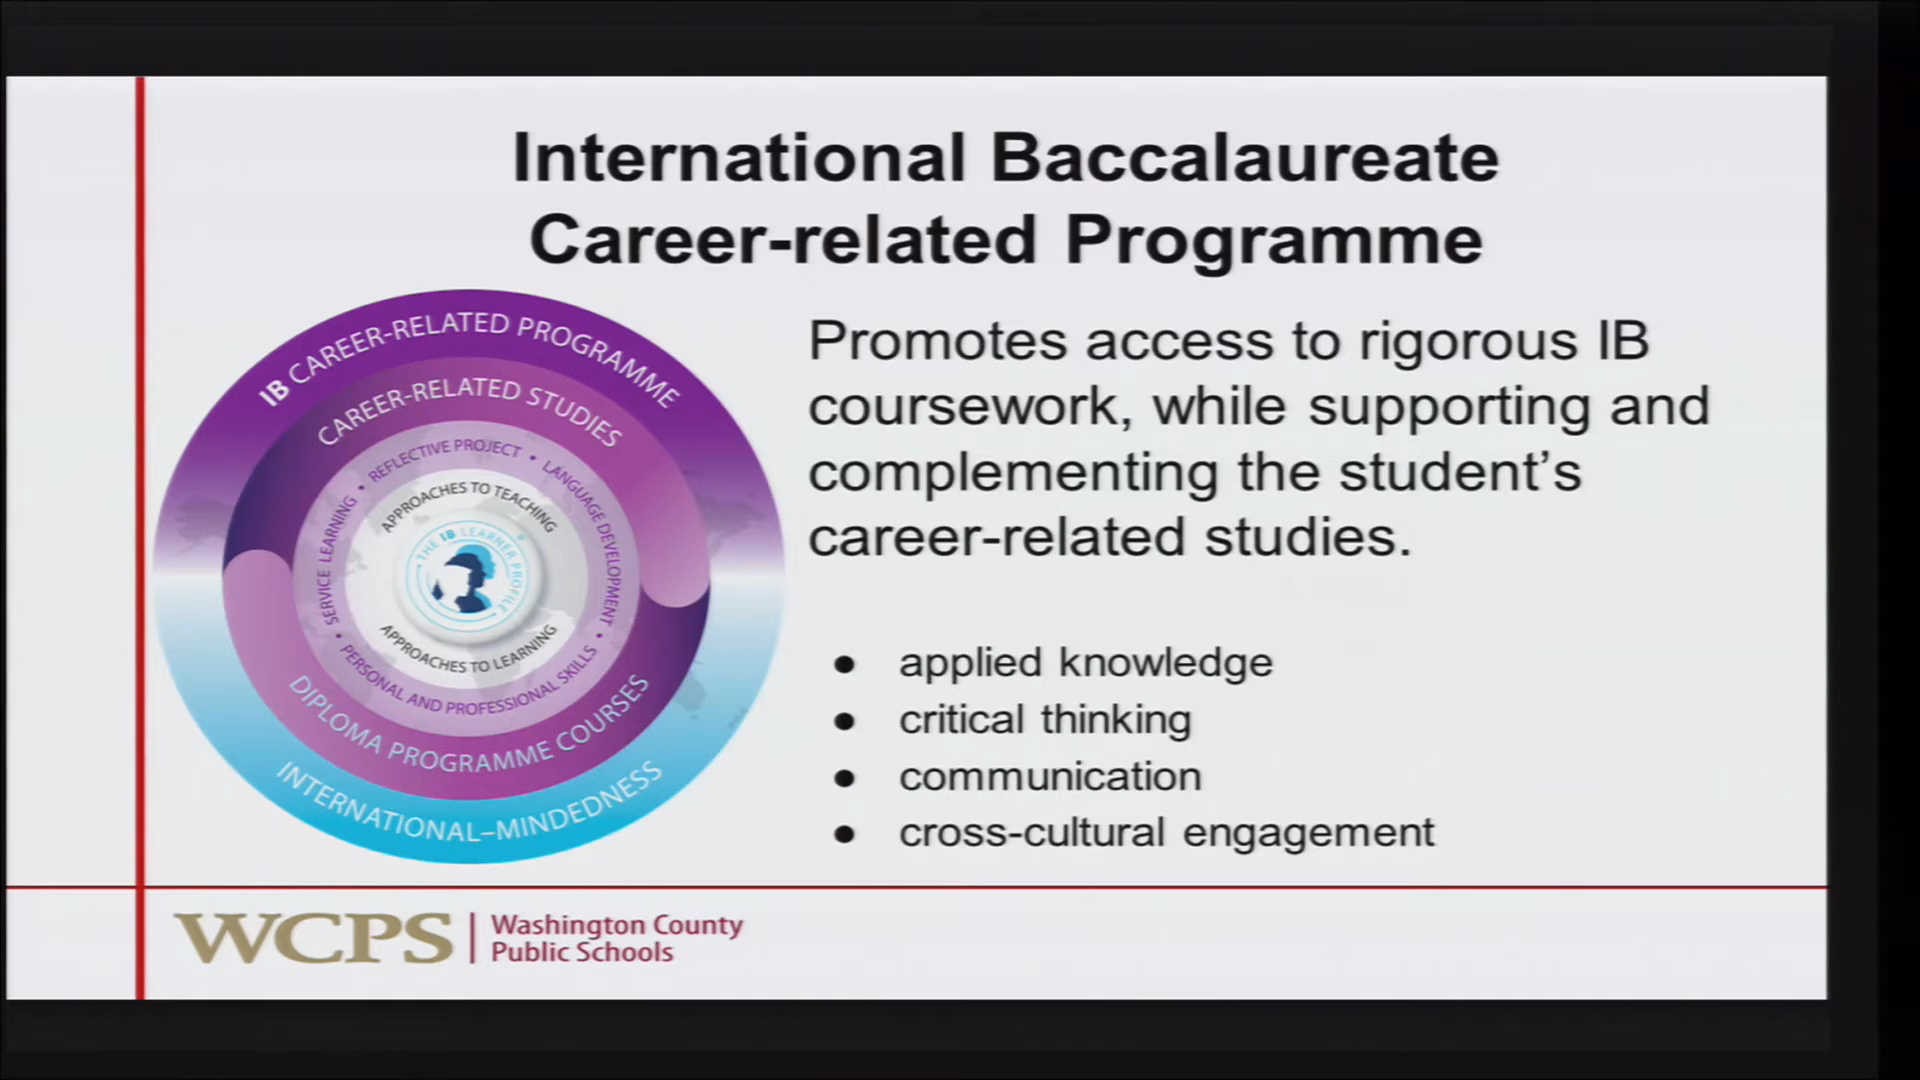 International Baccalaureate
Career-related Programme
IB CAREER-RELATED PROGRAMME
CAREER-RELATED STUDIES
REFLECTIVE PROJECT • LANGUAGE DEVELOPMENT • PERSONAL AND PROFESSIONAL SKILLS • SERVICE LEARNING •
APPROACHES TO TEACHING
THE IB LEARNER PROFILE
APPROACHES TO LEARNING
DIPLOMA PROGRAMME COURSES
INTERNATIONAL–MINDEDNESS
Promotes access to rigorous IB
coursework, while supporting and
complementing the student’s
career-related studies.
● applied knowledge
● critical thinking
● communication
● cross-cultural engagement
WCPS
Washington County
Public Schools